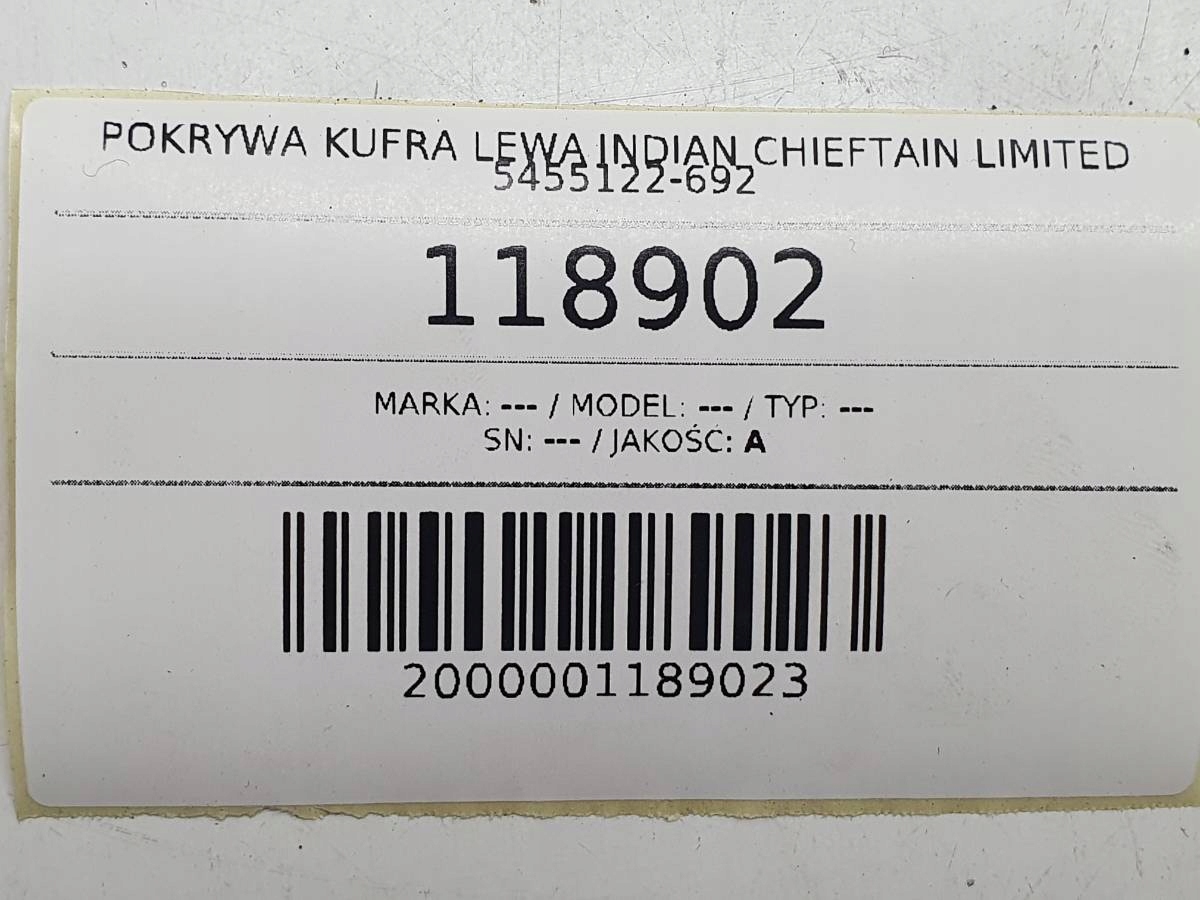 POKRYWA KUFRA LEWA INDIAN CHIEFTAIN LIMITED
5455122-692
118902
MARKA: --- / MODEL: --- / TYP: ---
SN: --- / JAKOŚĆ: A
2000001189023